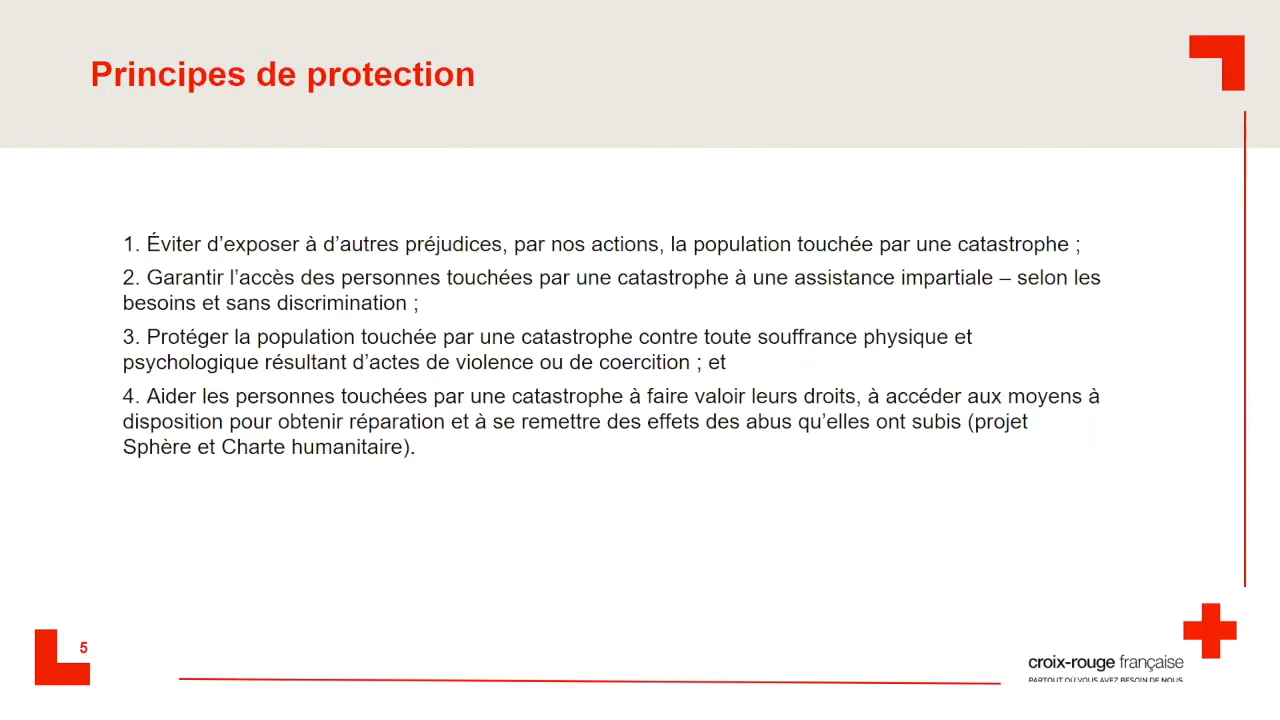 Principes de protection
1. Éviter d’exposer à d’autres préjudices, par nos actions, la population touchée par une catastrophe ;
2. Garantir l’accès des personnes touchées par une catastrophe à une assistance impartiale – selon les
besoins et sans discrimination ;
3. Protéger la population touchée par une catastrophe contre toute souffrance physique et
psychologique résultant d’actes de violence ou de coercition ; et
4. Aider les personnes touchées par une catastrophe à faire valoir leurs droits, à accéder aux moyens à
disposition pour obtenir réparation et à se remettre des effets des abus qu’elles ont subis (projet
Sphère et Charte humanitaire).
5
croix-rouge française
PARTOUT OÙ VOUS AVEZ BESOIN DE NOUS